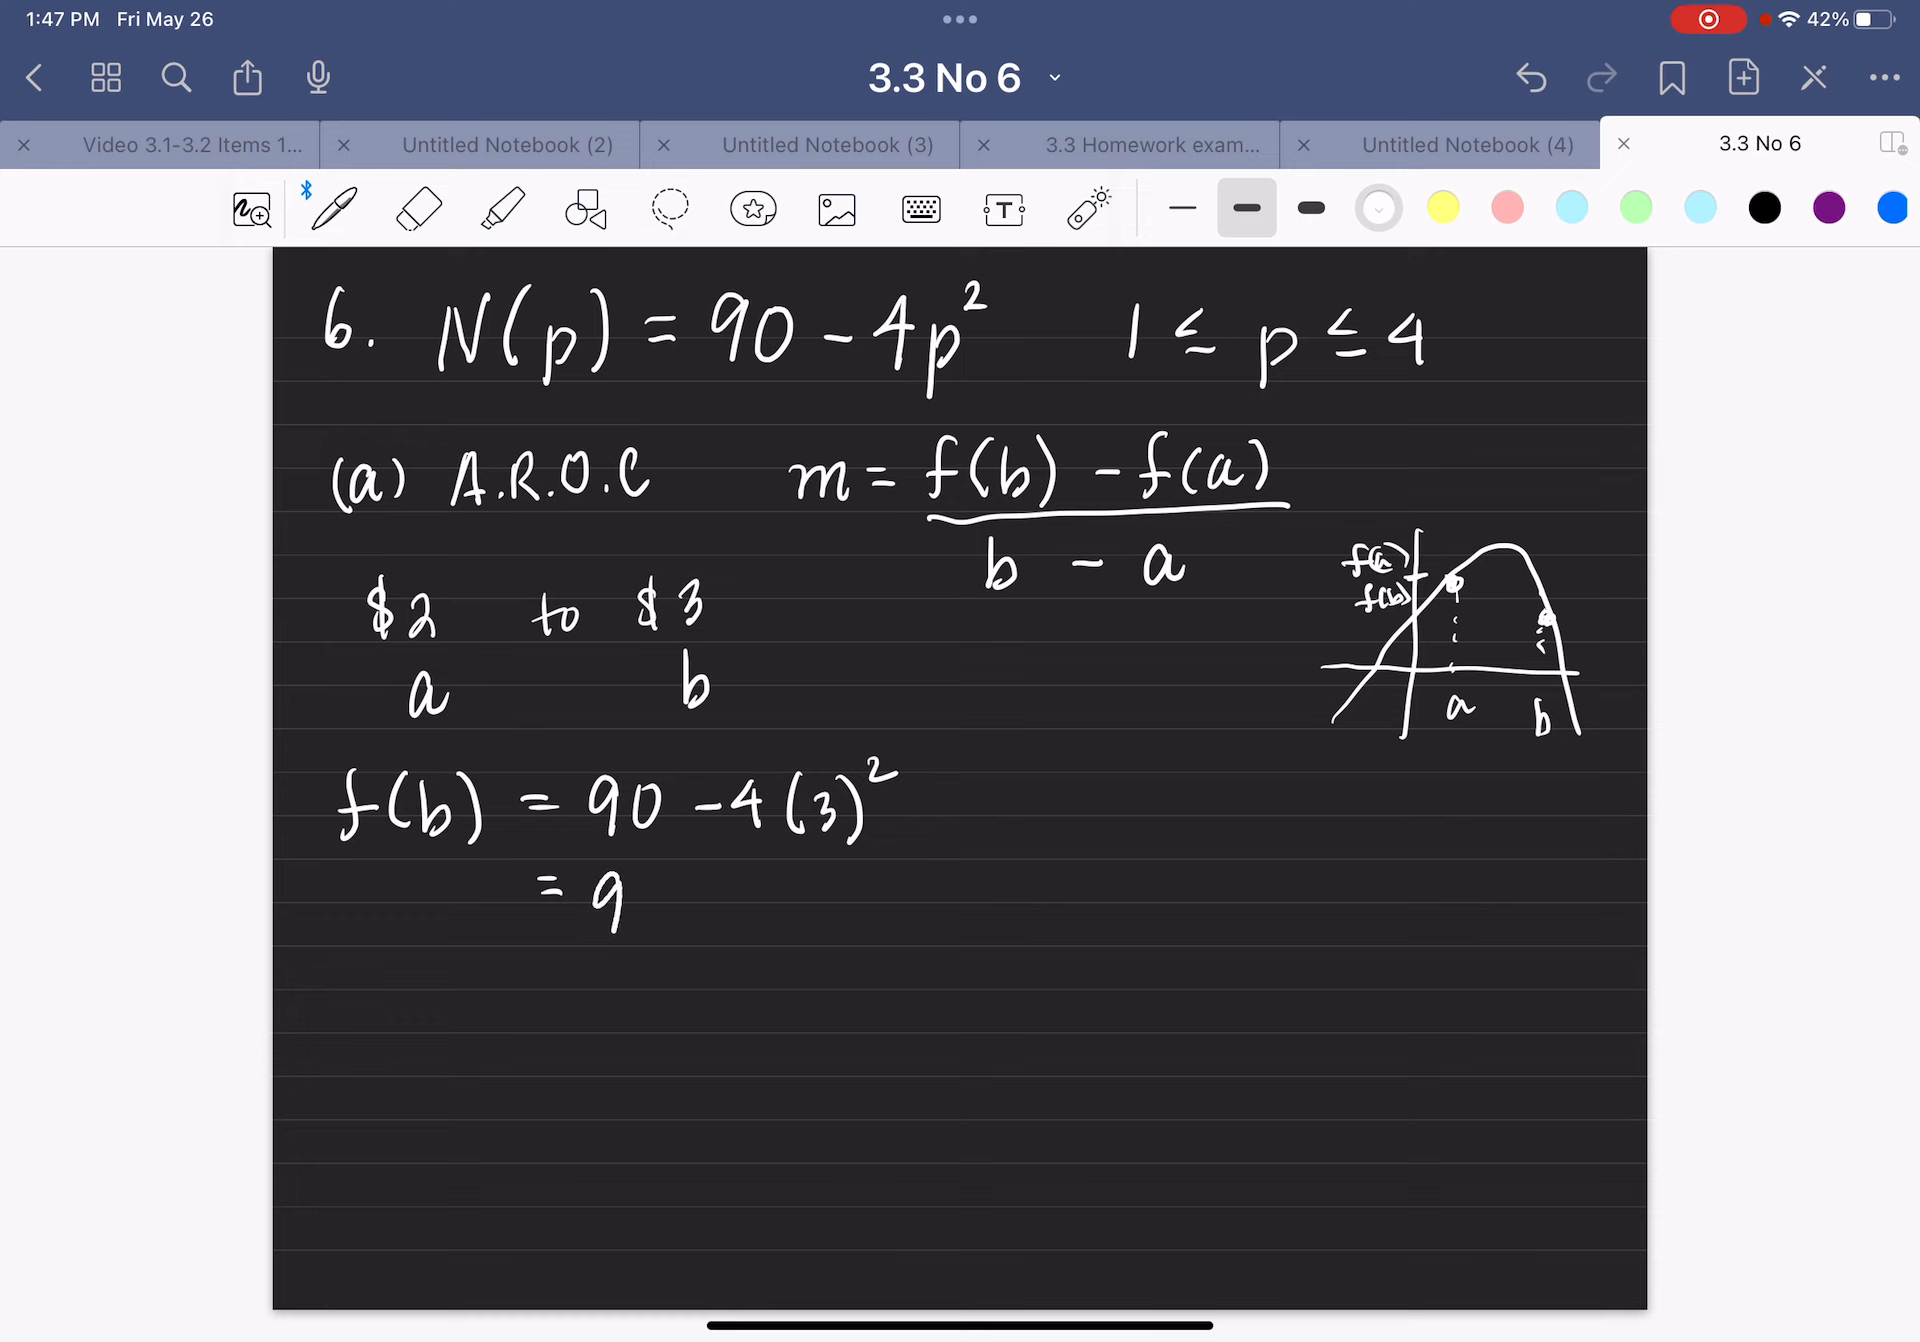 1:47 PM Fri May 26 42%
3.3 No 6
Video 3.1-3.2 Items 1... Untitled Notebook (2) Untitled Notebook (3) 3.3 Homework exam... Untitled Notebook (4) 3.3 No 6
6. N(p) = 90 - 4p² 1 ≤ p ≤ 4
(a) A.R.O.C m = f(b) - f(a)
b - a
$2 to $3
a b
f(a)
f(b)
a b
f(b) = 90 - 4(3)²
= 9